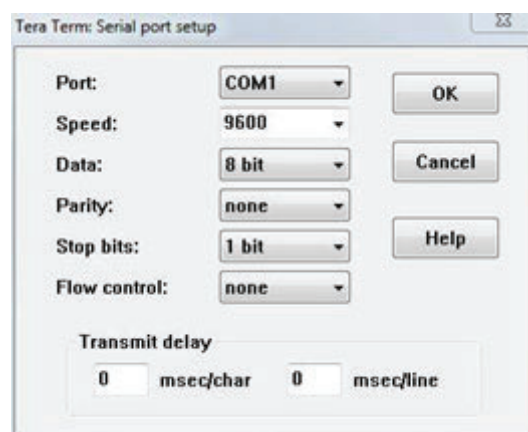 Tera Term: Serial port setup
Port: COM1 OK
Speed: 9600
Data: 8 bit Cancel
Parity: none
Stop bits: 1 bit Help
Flow control: none
Transmit delay
0 msec/char 0 msec/line